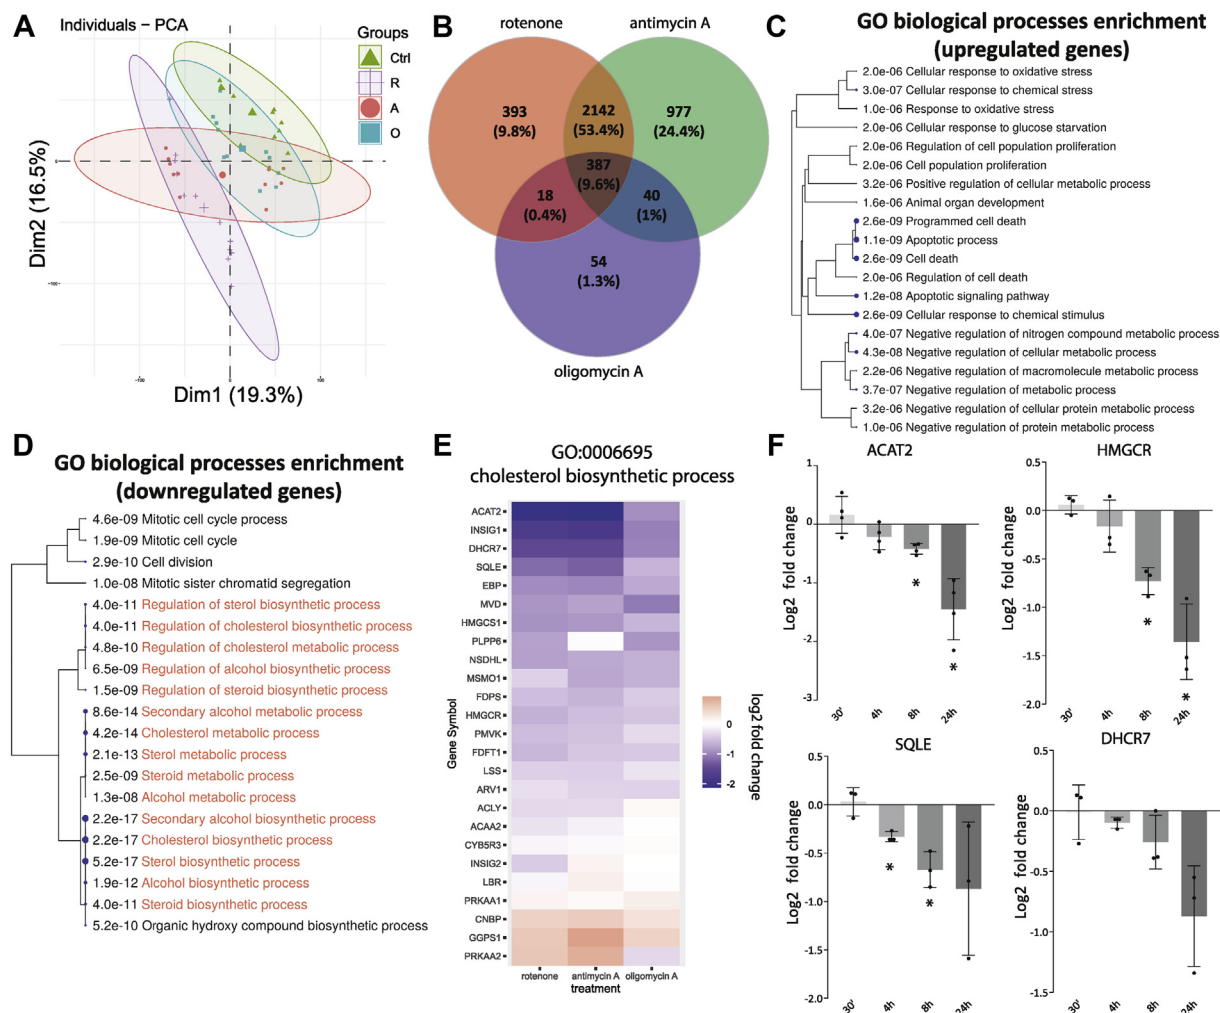 A
Individuals − PCA
Groups
Ctrl
R
A
O
Dim2 (16.5%)
0
-100
-100
0
100
Dim1 (19.3%)
B
rotenone
antimycin A
393
(9.8%)
2142
(53.4%)
977
(24.4%)
387
(9.6%)
18
(0.4%)
40
(1%)
54
(1.3%)
oligomycin A
C
GO biological processes enrichment
(upregulated genes)
2.0e-06 Cellular response to oxidative stress
3.0e-07 Cellular response to chemical stress
1.0e-06 Response to oxidative stress
2.0e-06 Cellular response to glucose starvation
2.0e-06 Regulation of cell population proliferation
2.0e-06 Cell population proliferation
3.2e-06 Positive regulation of cellular metabolic process
1.6e-06 Animal organ development
2.6e-09 Programmed cell death
1.1e-09 Apoptotic process
2.6e-09 Cell death
2.0e-06 Regulation of cell death
1.2e-08 Apoptotic signaling pathway
2.6e-09 Cellular response to chemical stimulus
4.0e-07 Negative regulation of nitrogen compound metabolic process
4.3e-08 Negative regulation of cellular metabolic process
2.2e-06 Negative regulation of macromolecule metabolic process
3.7e-07 Negative regulation of metabolic process
3.2e-06 Negative regulation of cellular protein metabolic process
1.0e-06 Negative regulation of protein metabolic process
D
GO biological processes enrichment
(downregulated genes)
4.6e-09 Mitotic cell cycle process
1.9e-09 Mitotic cell cycle
2.9e-10 Cell division
1.0e-08 Mitotic sister chromatid segregation
4.0e-11 Regulation of sterol biosynthetic process
4.0e-11 Regulation of cholesterol biosynthetic process
4.8e-10 Regulation of cholesterol metabolic process
6.5e-09 Regulation of alcohol biosynthetic process
1.5e-09 Regulation of steroid biosynthetic process
8.6e-14 Secondary alcohol metabolic process
4.2e-14 Cholesterol metabolic process
2.1e-13 Sterol metabolic process
2.5e-09 Steroid metabolic process
1.3e-08 Alcohol metabolic process
2.2e-17 Secondary alcohol biosynthetic process
2.2e-17 Cholesterol biosynthetic process
5.2e-17 Sterol biosynthetic process
1.9e-12 Alcohol biosynthetic process
4.0e-11 Steroid biosynthetic process
5.2e-10 Organic hydroxy compound biosynthetic process
E
GO:0006695
cholesterol biosynthetic process
Gene Symbol
ACAT2
INSIG1
DHCR7
SQLE
EBP
MVD
HMGCS1
PLPP6
NSDHL
MSMO1
FDPS
HMGCR
PMVK
FDFT1
LSS
ARV1
ACLY
ACAA2
CYB5R3
INSIG2
LBR
PRKAA1
CNBP
GGPS1
PRKAA2
rotenone
antimycin A
oligomycin A
treatment
0
-1
-2
log2 fold change
F
ACAT2
Log2 fold change
1
0
-1
-2
-3
*
*
30'
4h
8h
24h
HMGCR
Log2 fold change
0.5
0.0
-0.5
-1.0
-1.5
-2.0
*
*
30'
4h
8h
24h
SQLE
Log2 fold change
0.5
0.0
-0.5
-1.0
-1.5
-2.0
*
*
30'
4h
8h
24h
DHCR7
Log2 fold change
0.5
0.0
-0.5
-1.0
-1.5
30'
4h
8h
24h